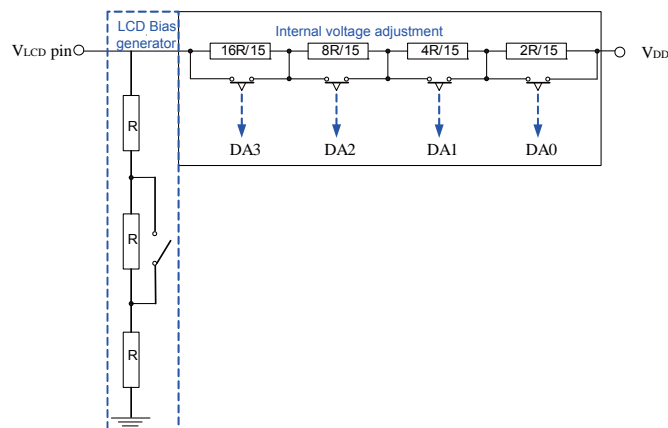 LCD Bias
generator
Internal voltage adjustment
VLCD pin
16R/15
8R/15
4R/15
2R/15
VDD
DA3
DA2
DA1
DA0
R
R
R